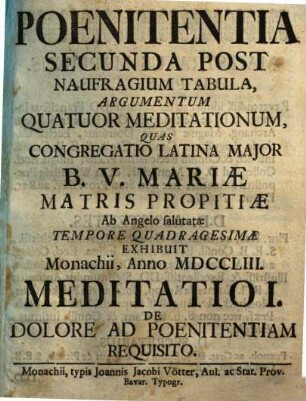 POENITENTIA
SECUNDA POST
NAUFRAGIUM TABULA,
ARGUMENTUM
QUATUOR MEDITATIONUM,
QUAS
CONGREGATIO LATINA MAJOR
B. V. MARIÆ
MATRIS PROPITIÆ
Ab Angelo salutatæ
TEMPORE QUADRAGESIMÆ
EXHIBUIT
Monachii, Anno MDCCLIII.
MEDITATIO I.
DE
DOLORE AD POENITENTIAM
REQUISITO.
Monachii, typis Joannis Jacobi Vötter, Aul. ac Stat. Prov.
Bavar. Typogr.